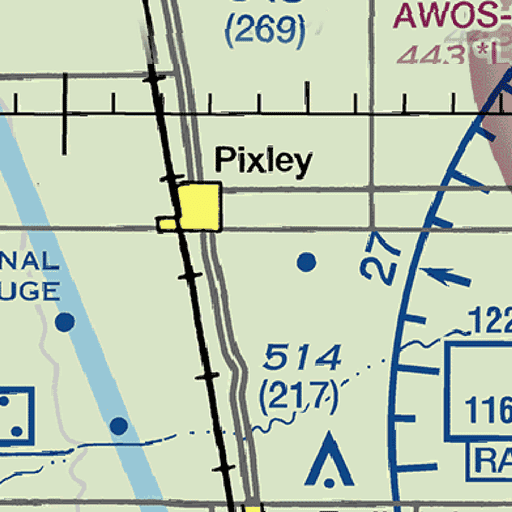 (269)
AWOS-
443 *L
Pixley
27
NAL
UGE
122
514
(217)
116
RA